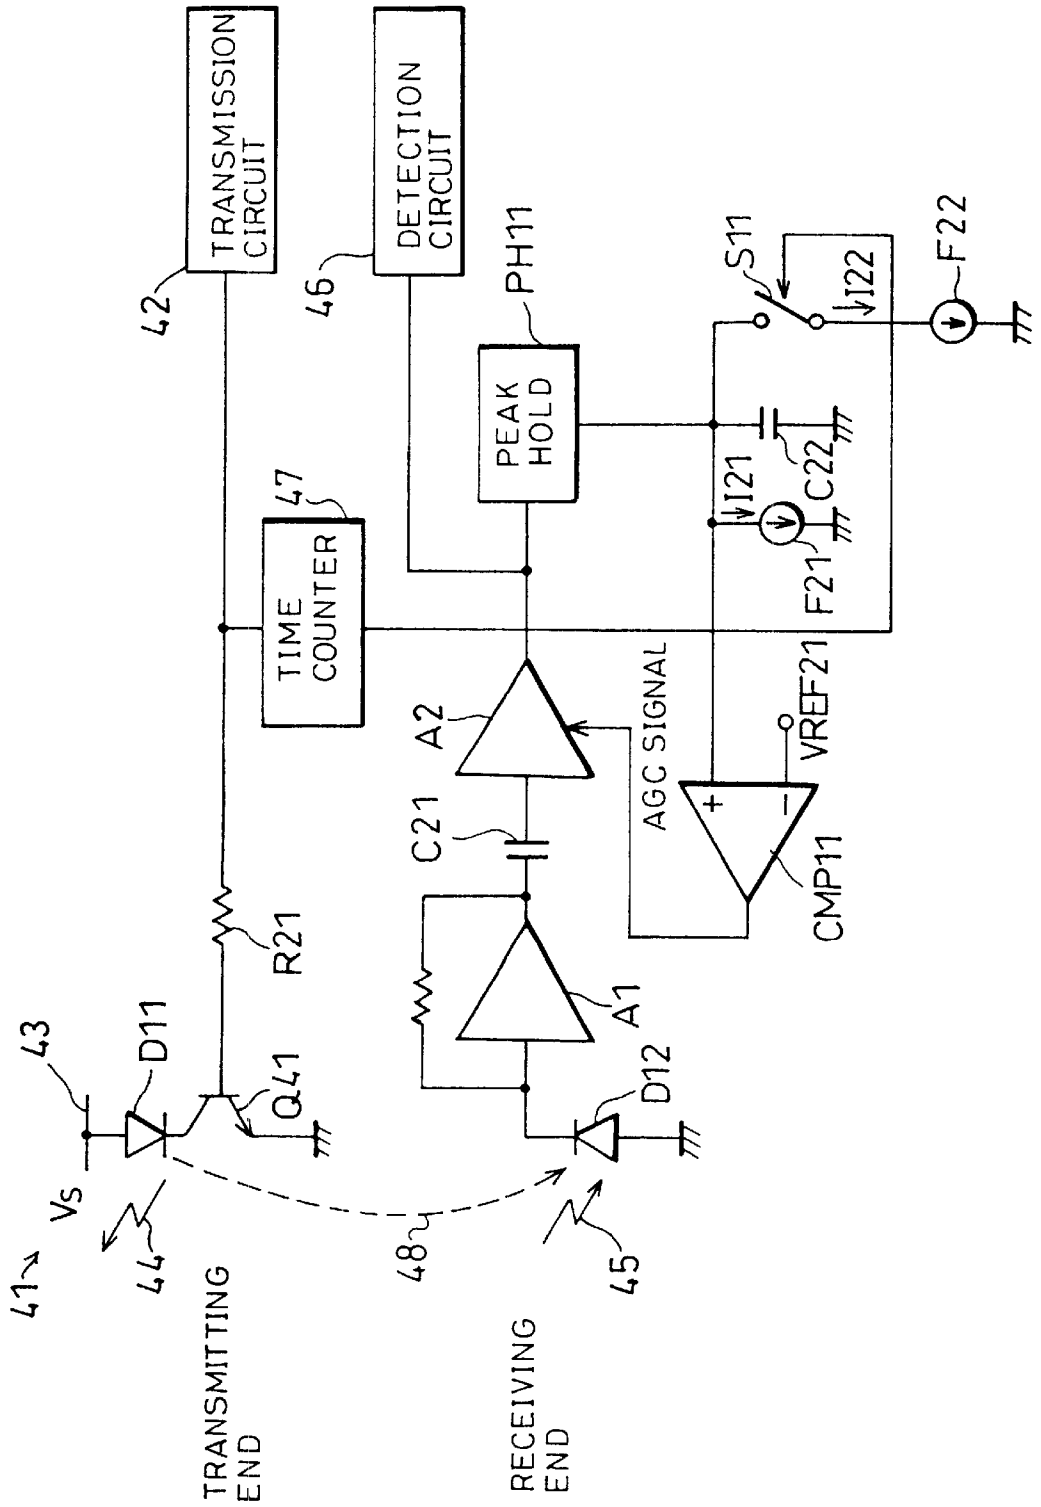 41
Vs
43
D11
44
Q41
R21
TRANSMITTING
END
TIME
COUNTER
47
42
TRANSMISSION
CIRCUIT
46
DETECTION
CIRCUIT
48
45
D12
RECEIVING
END
A1
C21
A2
AGC SIGNAL
PEAK
HOLD
PH11
CMP11
+
−
VREF21
F21
I21
C22
S11
I22
F22